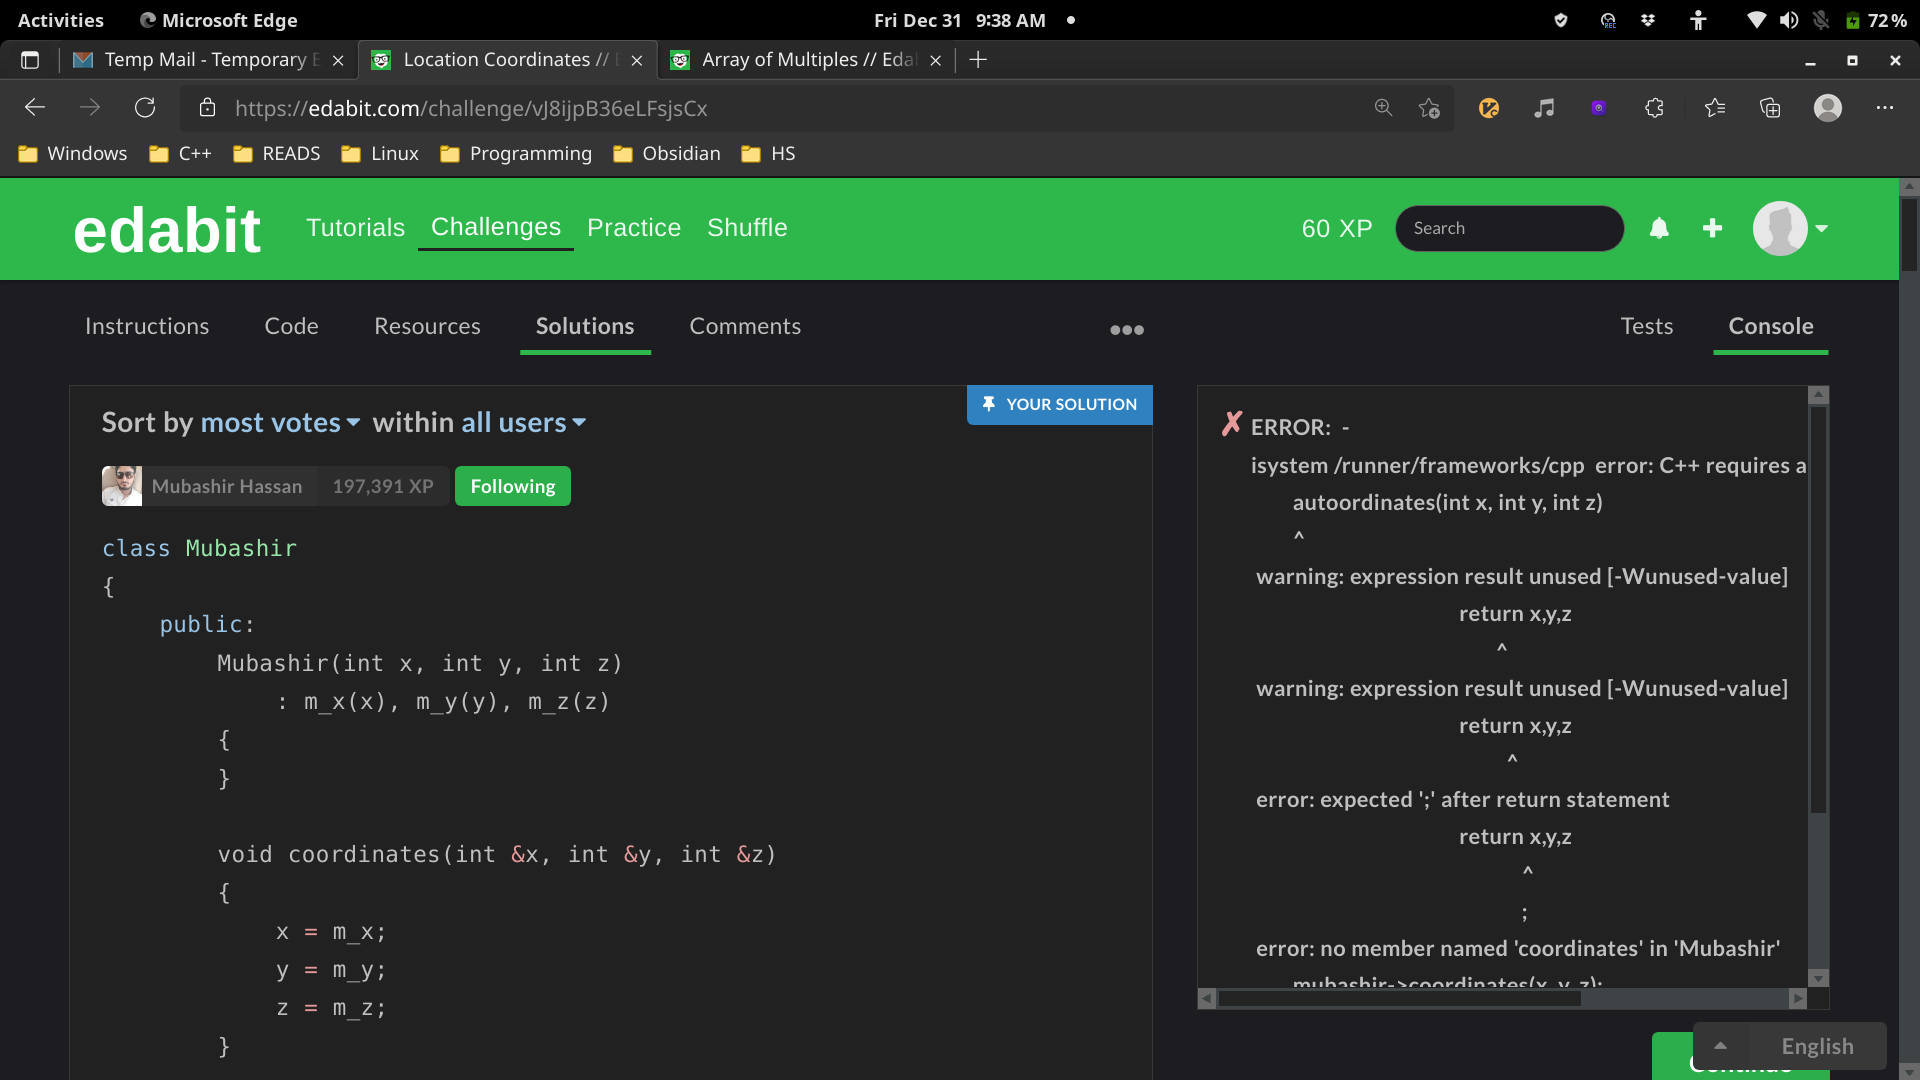 Activities Microsoft Edge Fri Dec 31 9:38 AM 72%
Temp Mail - Temporary Location Coordinates // Array of Multiples // Eda
https://edabit.com/challenge/vJ8ijpB36eLFsjsCx
Windows C++ READS Linux Programming Obsidian HS
edabit Tutorials Challenges Practice Shuffle 60 XP Search
Instructions Code Resources Solutions Comments ••• Tests Console
YOUR SOLUTION
Sort by most votes within all users
Mubashir Hassan 197,391 XP Following
class Mubashir
{
public:
Mubashir(int x, int y, int z)
: m_x(x), m_y(y), m_z(z)
{
}
void coordinates(int &x, int &y, int &z)
{
x = m_x;
y = m_y;
z = m_z;
}
✗ ERROR: -
isystem /runner/frameworks/cpp error: C++ requires a
autoordinates(int x, int y, int z)
^
warning: expression result unused [-Wunused-value]
return x,y,z
^
warning: expression result unused [-Wunused-value]
return x,y,z
^
error: expected ';' after return statement
return x,y,z
^
;
error: no member named 'coordinates' in 'Mubashir'
mubashir->coordinates(x, y, z);
English